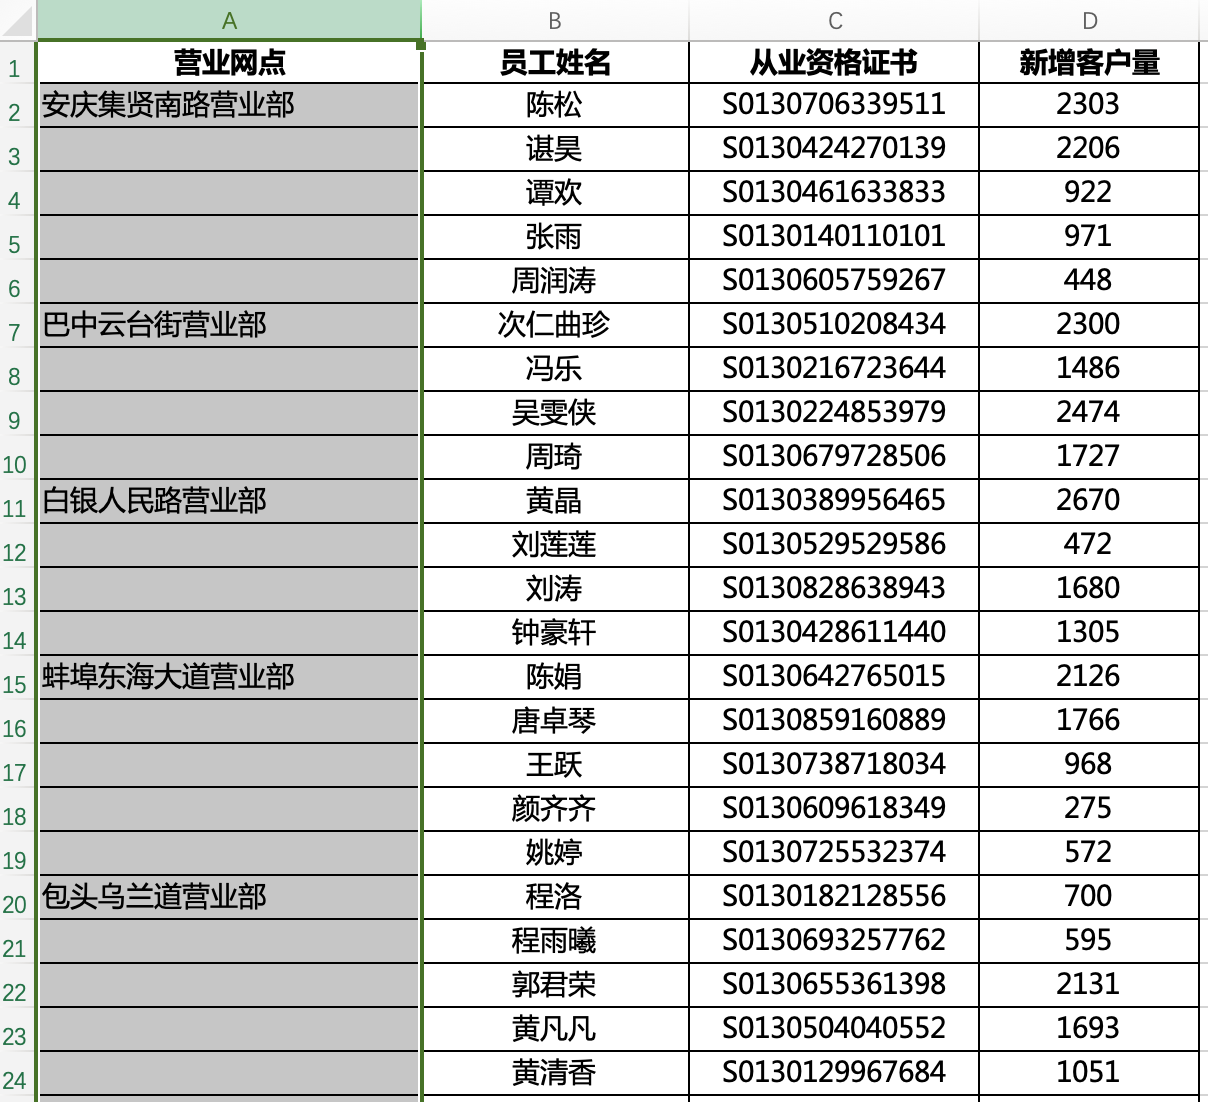 A B C D
1 营业网点 员工姓名 从业资格证书 新增客户量
2 安庆集贤南路营业部 陈松 S0130706339511 2303
3 谌昊 S0130424270139 2206
4 谭欢 S0130461633833 922
5 张雨 S0130140110101 971
6 周润涛 S0130605759267 448
7 巴中云台街营业部 次仁曲珍 S0130510208434 2300
8 冯乐 S0130216723644 1486
9 吴雯侠 S0130224853979 2474
10 周琦 S0130679728506 1727
11 白银人民路营业部 黄晶 S0130389956465 2670
12 刘莲莲 S0130529529586 472
13 刘涛 S0130828638943 1680
14 钟豪轩 S0130428611440 1305
15 蚌埠东海大道营业部 陈娟 S0130642765015 2126
16 唐卓琴 S0130859160889 1766
17 王跃 S0130738718034 968
18 颜齐齐 S0130609618349 275
19 姚婷 S0130725532374 572
20 包头乌兰道营业部 程洛 S0130182128556 700
21 程雨曦 S0130693257762 595
22 郭君荣 S0130655361398 2131
23 黄凡凡 S0130504040552 1693
24 黄清香 S0130129967684 1051